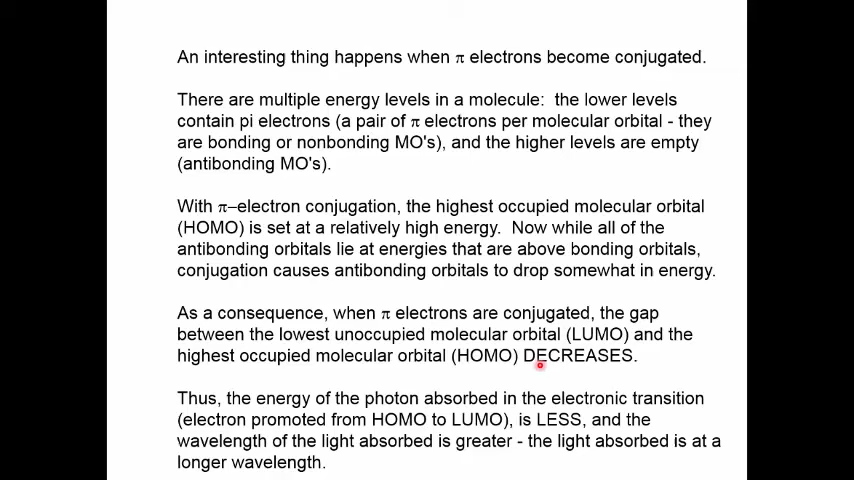 An interesting thing happens when π electrons become conjugated.
There are multiple energy levels in a molecule:  the lower levels
contain pi electrons (a pair of π electrons per molecular orbital - they
are bonding or nonbonding MO's), and the higher levels are empty
(antibonding MO's).
With π–electron conjugation, the highest occupied molecular orbital
(HOMO) is set at a relatively high energy.  Now while all of the
antibonding orbitals lie at energies that are above bonding orbitals,
conjugation causes antibonding orbitals to drop somewhat in energy.
As a consequence, when π electrons are conjugated, the gap
between the lowest unoccupied molecular orbital (LUMO) and the
highest occupied molecular orbital (HOMO) DECREASES.
Thus, the energy of the photon absorbed in the electronic transition
(electron promoted from HOMO to LUMO), is LESS, and the
wavelength of the light absorbed is greater - the light absorbed is at a
longer wavelength.